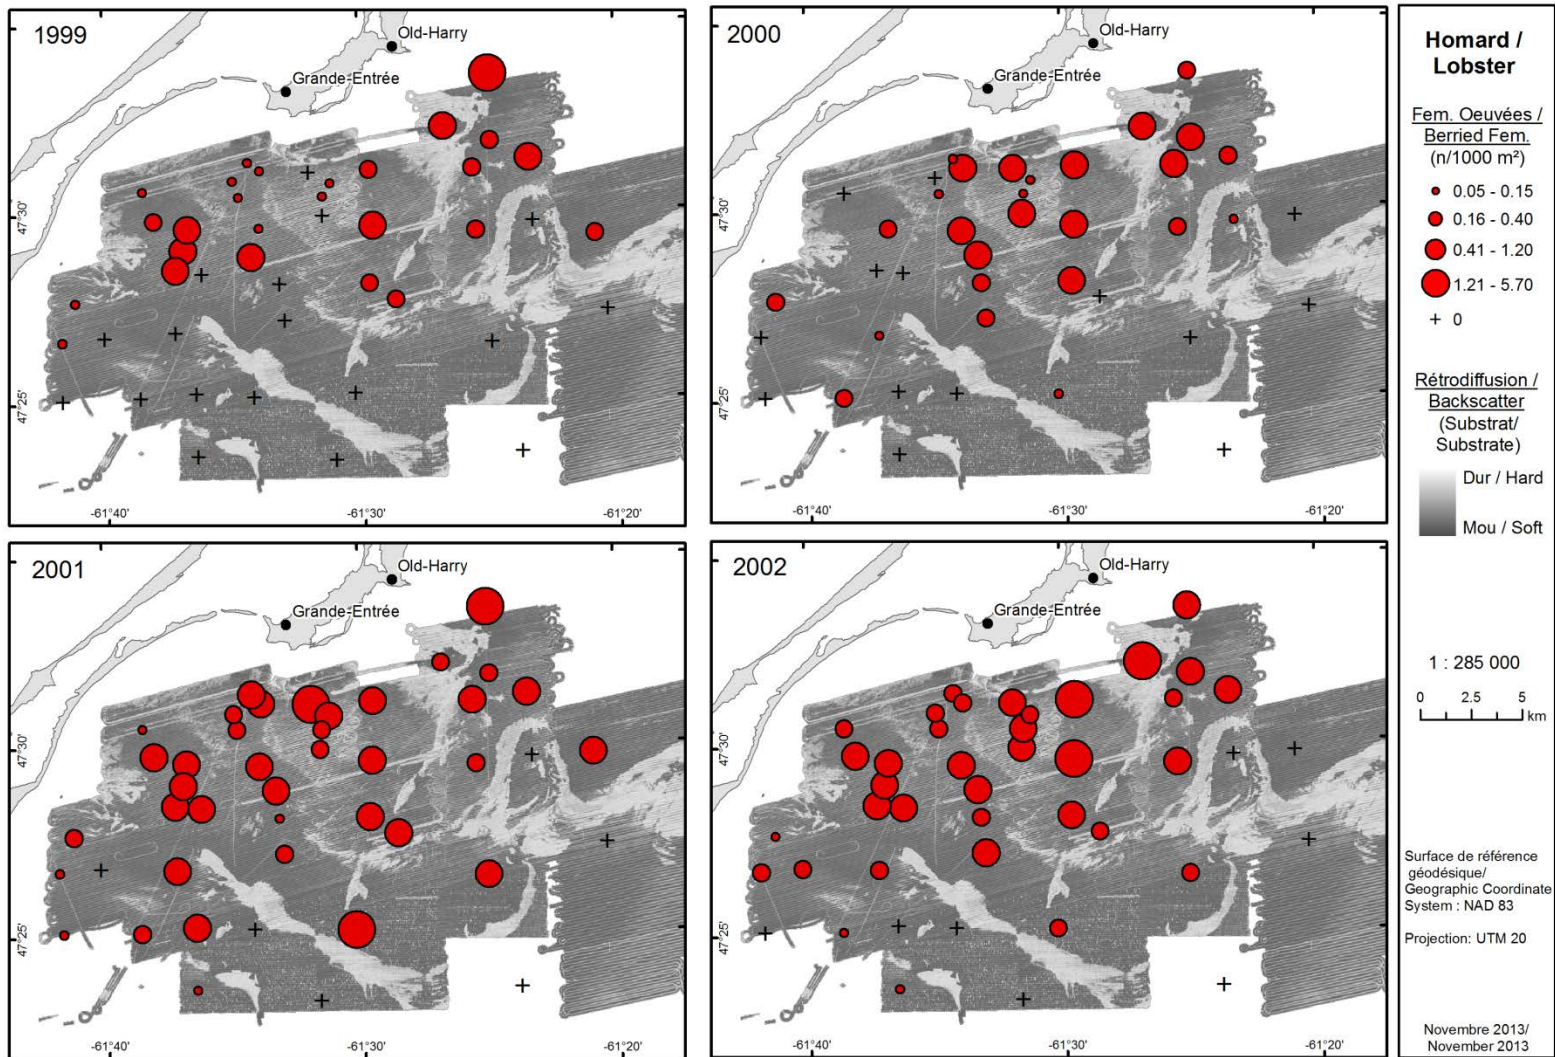 1999
Old-Harry
Grande-Entrée
47°30'
47°25'
-61°40'
-61°30'
-61°20'
2000
Old-Harry
Grande-Entrée
47°30'
47°25'
-61°40'
-61°30'
-61°20'
2001
Old-Harry
Grande-Entrée
47°30'
47°25'
-61°40'
-61°30'
-61°20'
2002
Old-Harry
Grande-Entrée
47°30'
47°25'
-61°40'
-61°30'
-61°20'
Homard /
Lobster
Fem. Oeuvées /
Berried Fem.
(n/1000 m²)
0.05 - 0.15
0.16 - 0.40
0.41 - 1.20
1.21 - 5.70
0
Rétrodiffusion /
Backscatter
(Substrat/
Substrate)
Dur / Hard
Mou / Soft
1 : 285 000
0 2.5 5
km
Surface de référence
géodésique/
Geographic Coordinate
System : NAD 83
Projection: UTM 20
Novembre 2013/
November 2013